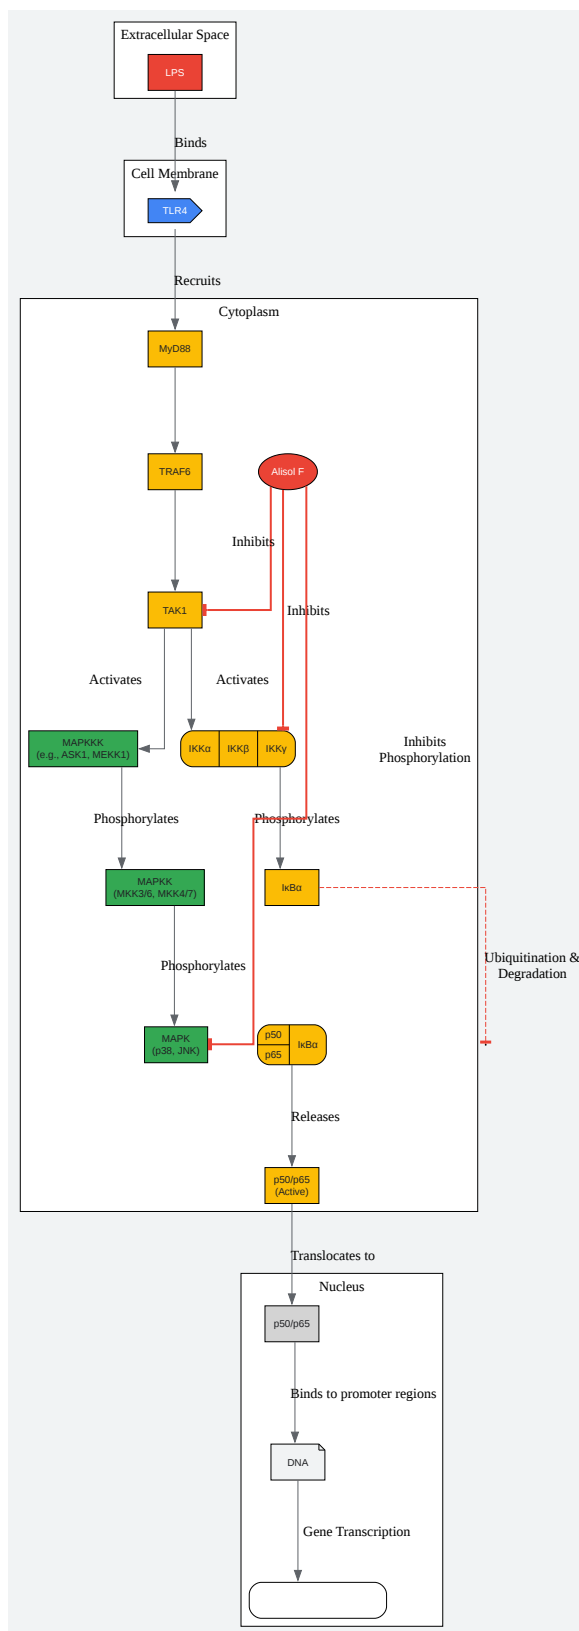 Extracellular Space
LPS
Binds
Cell Membrane
TLR4
Recruits
Cytoplasm
MyD88
TRAF6
Alisol F
Inhibits
TAK1
Inhibits
Activates
Activates
MAPKKK
(e.g., ASK1, MEKK1)
IKKα
IKKβ
IKKγ
Inhibits
Phosphorylation
Phosphorylates
Phosphorylates
MAPKK
(MKK3/6, MKK4/7)
IκBα
Phosphorylates
Ubiquitination &
Degradation
MAPK
(p38, JNK)
p50
p65
IκBα
Releases
p50/p65
(Active)
Translocates to
Nucleus
p50/p65
Binds to promoter regions
DNA
Gene Transcription